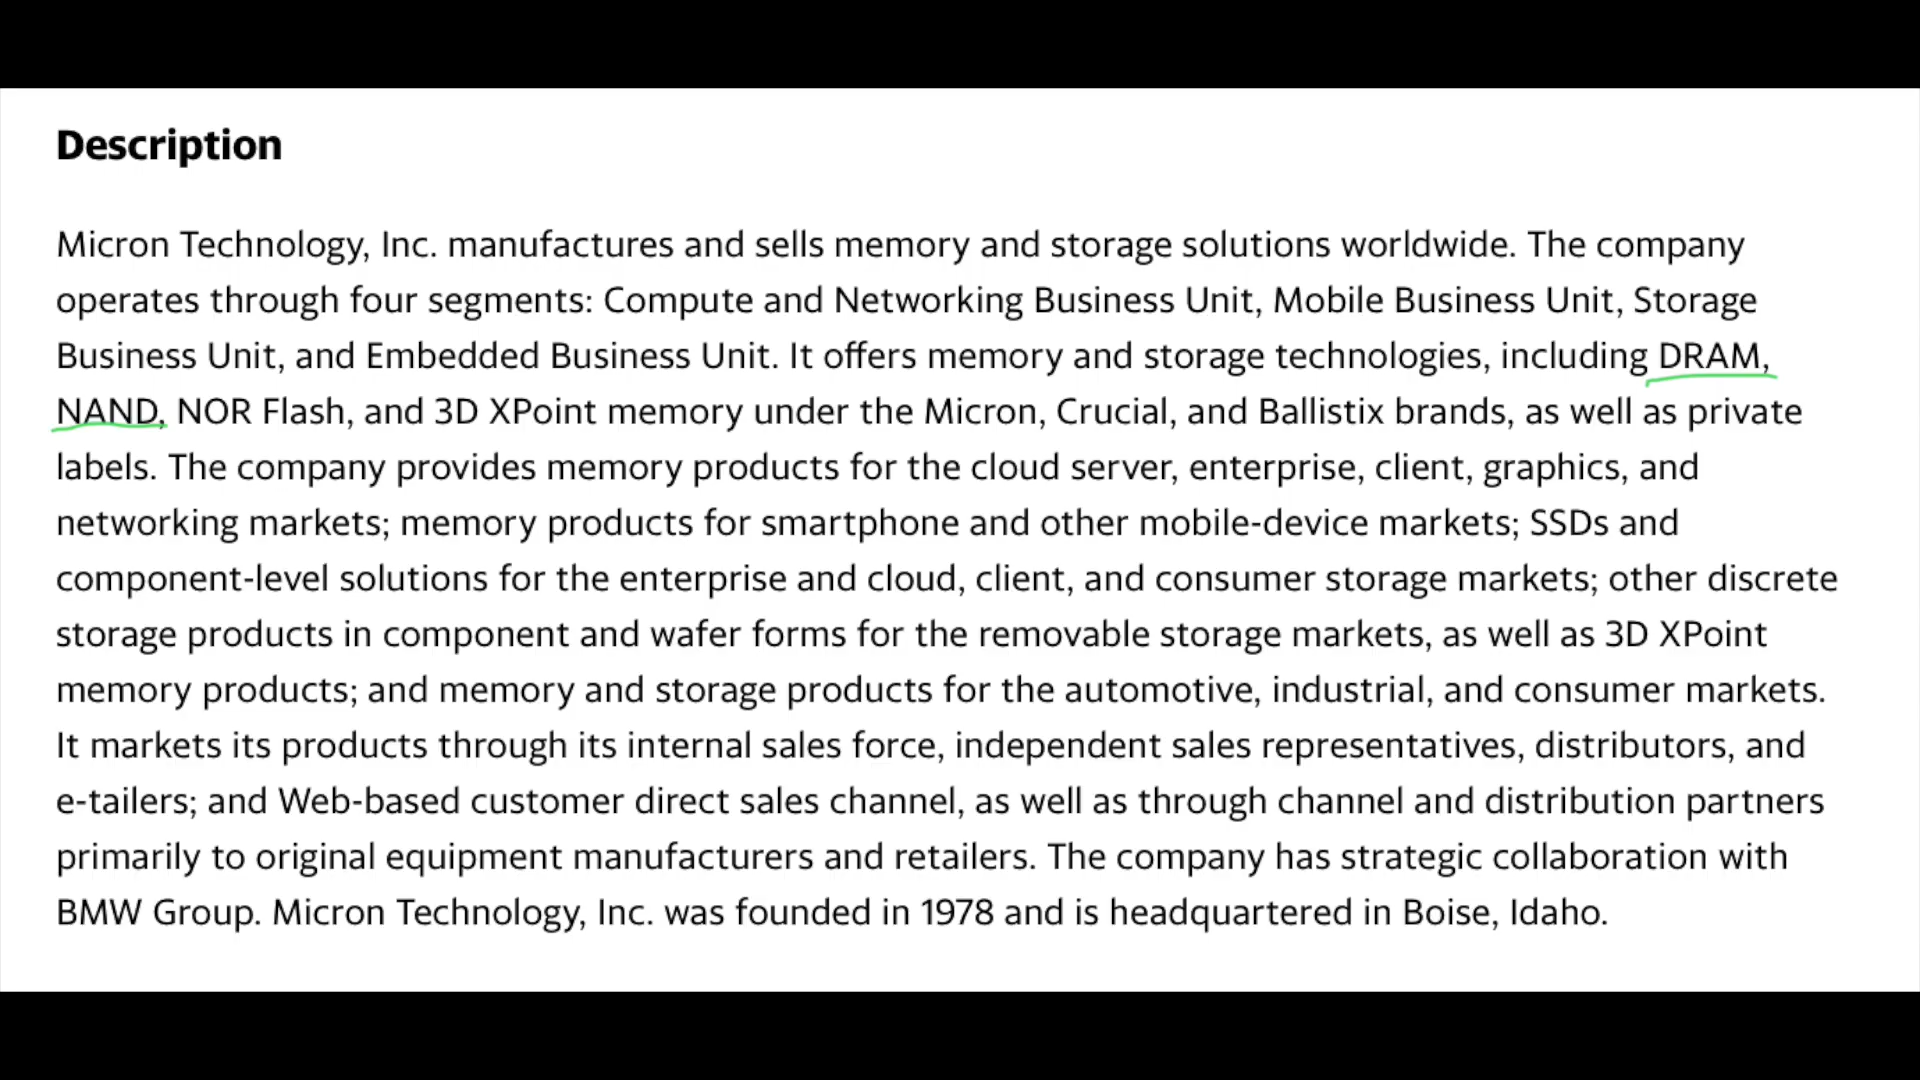 Description
Micron Technology, Inc. manufactures and sells memory and storage solutions worldwide. The company
operates through four segments: Compute and Networking Business Unit, Mobile Business Unit, Storage
Business Unit, and Embedded Business Unit. It offers memory and storage technologies, including DRAM,
NAND, NOR Flash, and 3D XPoint memory under the Micron, Crucial, and Ballistix brands, as well as private
labels. The company provides memory products for the cloud server, enterprise, client, graphics, and
networking markets; memory products for smartphone and other mobile-device markets; SSDs and
component-level solutions for the enterprise and cloud, client, and consumer storage markets; other discrete
storage products in component and wafer forms for the removable storage markets, as well as 3D XPoint
memory products; and memory and storage products for the automotive, industrial, and consumer markets.
It markets its products through its internal sales force, independent sales representatives, distributors, and
e-tailers; and Web-based customer direct sales channel, as well as through channel and distribution partners
primarily to original equipment manufacturers and retailers. The company has strategic collaboration with
BMW Group. Micron Technology, Inc. was founded in 1978 and is headquartered in Boise, Idaho.